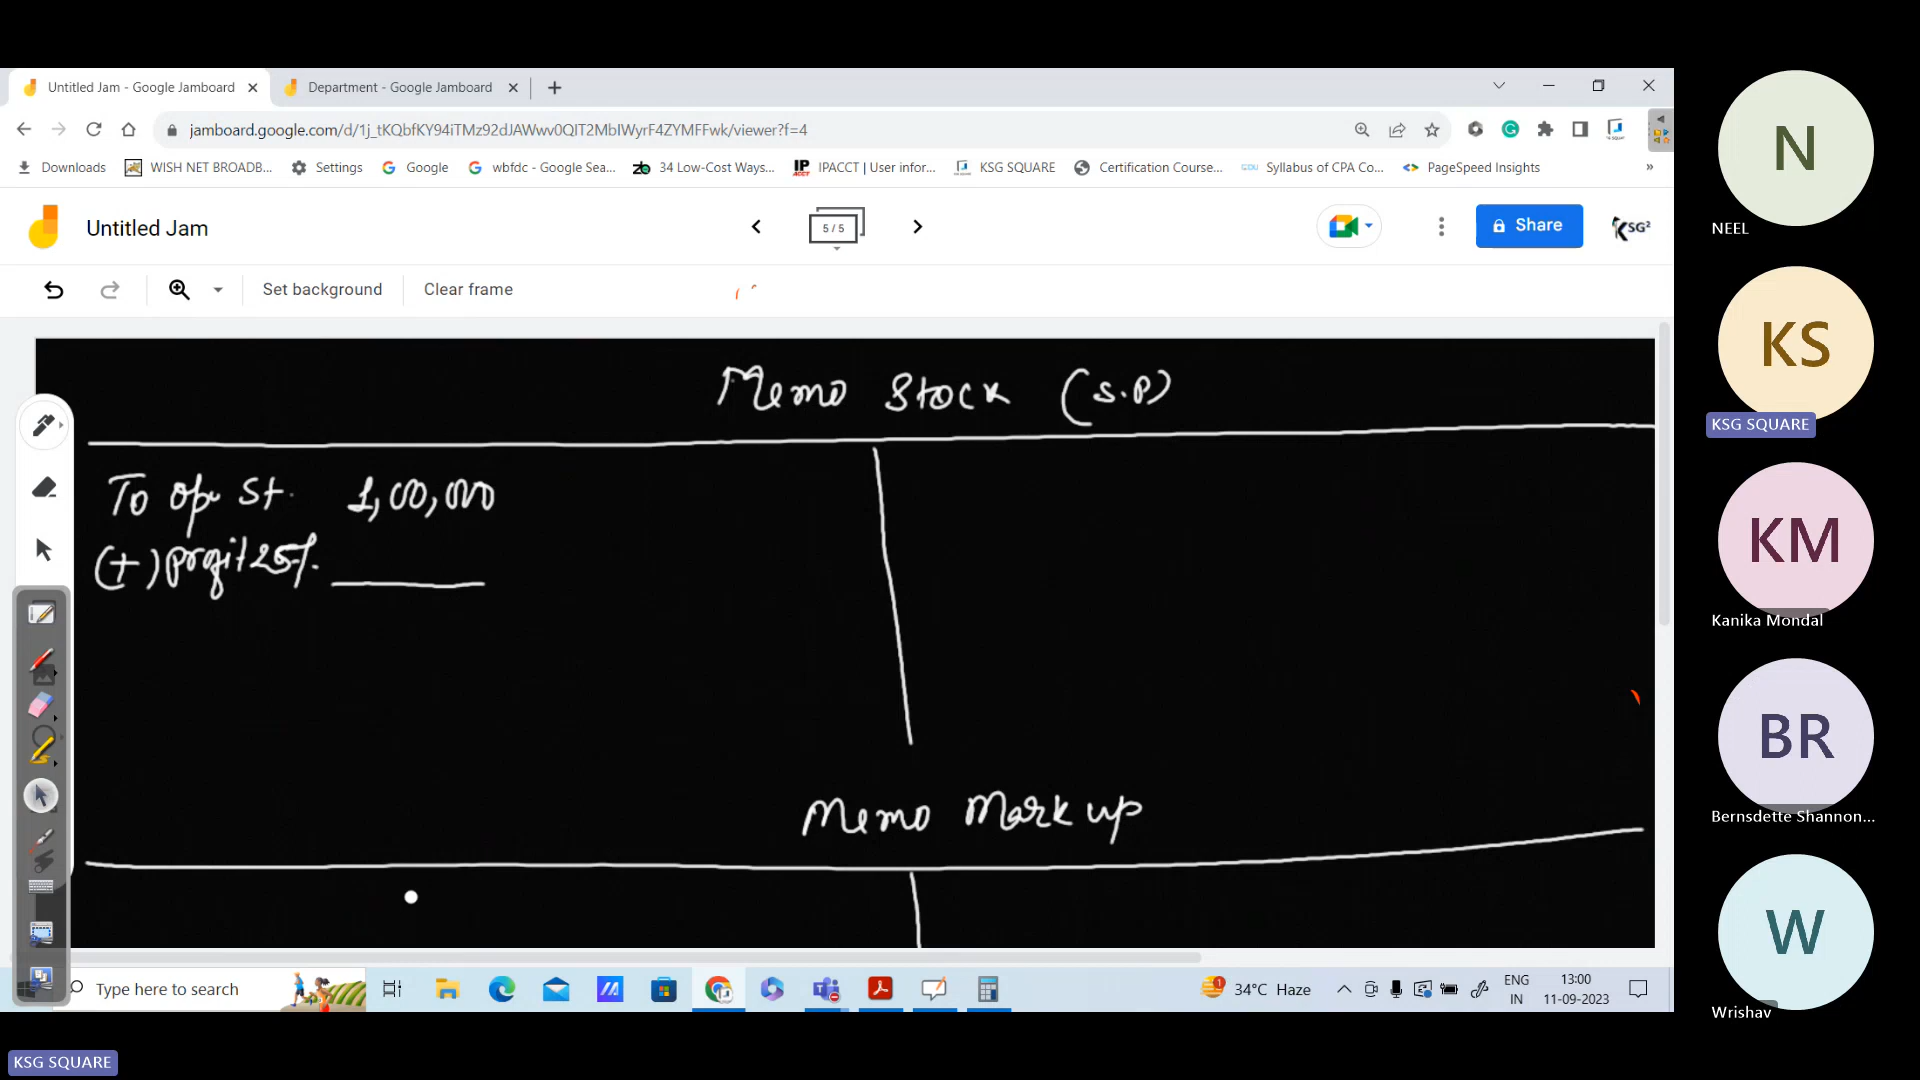 Untitled Jam - Google Jamboard
Department - Google Jamboard
jamboard.google.com/d/1j_tKQbfKY94iTMz92dJAWwv0QIT2MbIWyrF4ZYMFFwk/viewer?f=4
Downloads
WISH NET BROADB...
Settings
Google
wbfdc - Google Sea...
34 Low-Cost Ways...
IPACCT | User infor...
KSG SQUARE
Certification Course...
Syllabus of CPA Co...
PageSpeed Insights
»
Untitled Jam
5 / 5
Share
KSG²
Set background
Clear frame
Memo Stock (S.P)
To op. St. 1,00,000
(+) profit 25%.
Memo Mark up
Type here to search
34°C Haze
ENG
IN
13:00
11-09-2023
N
NEEL
KS
KSG SQUARE
KM
Kanika Mondal
BR
Bernsdette Shannon...
W
Wrishav
KSG SQUARE